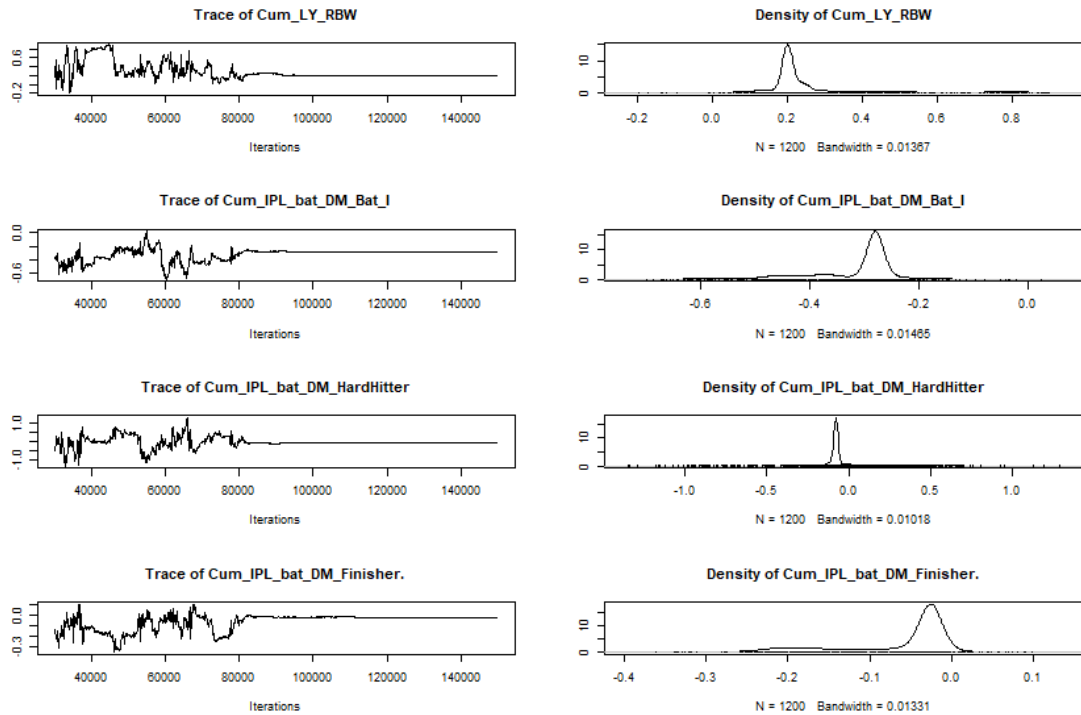 Trace of Cum_LY_RBW
-0.2 0.6
40000 60000 80000 100000 120000 140000
Iterations
Density of Cum_LY_RBW
0 10
-0.2 0.0 0.2 0.4 0.6 0.8
N = 1200 Bandwidth = 0.01367
Trace of Cum_IPL_bat_DM_Bat_I
-0.6 0.0
40000 60000 80000 100000 120000 140000
Iterations
Density of Cum_IPL_bat_DM_Bat_I
0 10
-0.6 -0.4 -0.2 0.0
N = 1200 Bandwidth = 0.01465
Trace of Cum_IPL_bat_DM_HardHitter
-1.0 1.0
40000 60000 80000 100000 120000 140000
Iterations
Density of Cum_IPL_bat_DM_HardHitter
0 10
-1.0 -0.5 0.0 0.5 1.0
N = 1200 Bandwidth = 0.01018
Trace of Cum_IPL_bat_DM_Finisher.
-0.3 0.0
40000 60000 80000 100000 120000 140000
Iterations
Density of Cum_IPL_bat_DM_Finisher.
0 10
-0.4 -0.3 -0.2 -0.1 0.0 0.1
N = 1200 Bandwidth = 0.01331